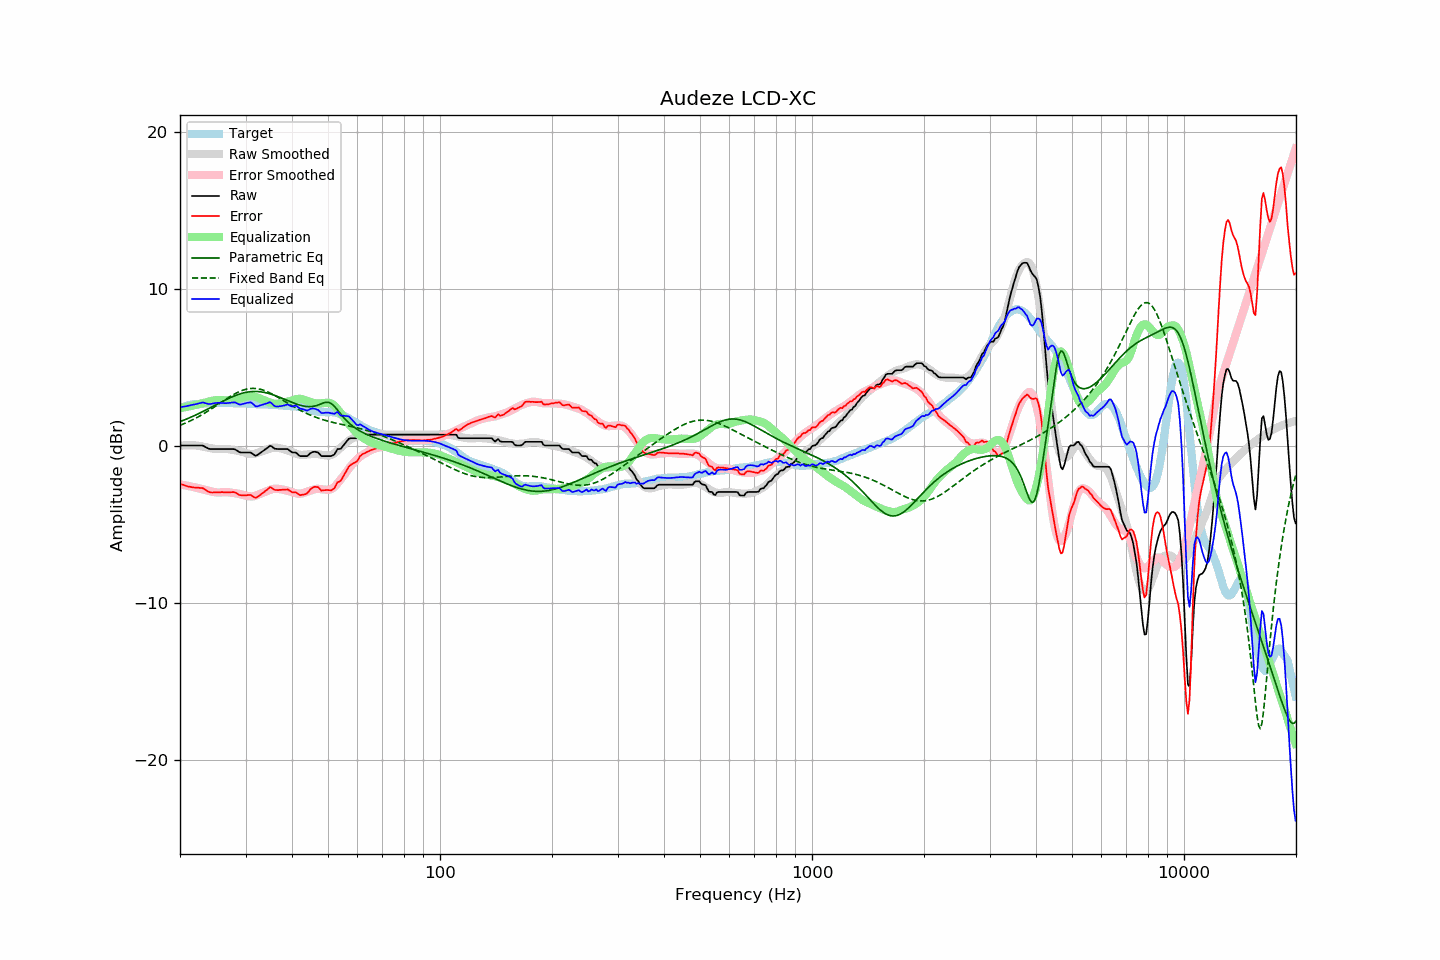 Audeze LCD-XC
20
10
0
−10
−20
Amplitude (dBr)
Target
Raw Smoothed
Error Smoothed
Raw
Error
Equalization
Parametric Eq
Fixed Band Eq
Equalized
100
1000
10000
Frequency (Hz)